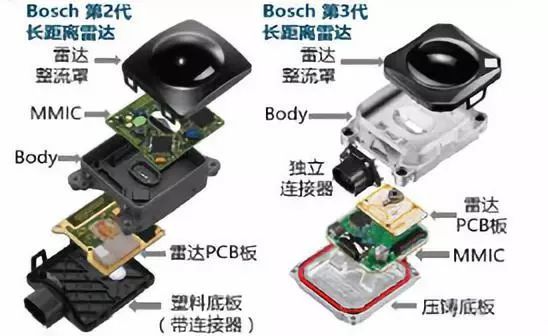 Bosch 第2代
长距离雷达
雷达
整流罩
MMIC
Body
雷达PCB板
塑料底板
（带连接器）
Bosch 第3代
长距离雷达
雷达
整流罩
Body
独立
连接器
雷达
PCB板
MMIC
压铸底板